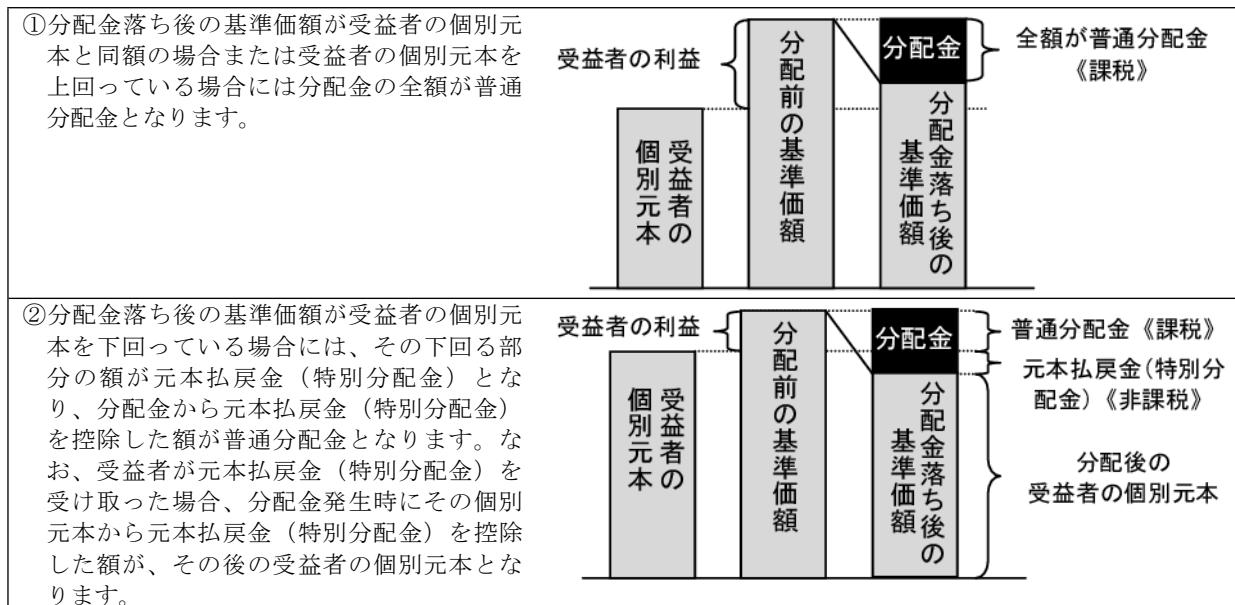 ①分配金落ち後の基準価額が受益者の個別元
本と同額の場合または受益者の個別元本を
上回っている場合には分配金の全額が普通
分配金となります。
受益者の利益
受益者の
個別元本
分配前の基準価額
分配金
分配金落ち後の
基準価額
全額が普通分配金
《課税》
②分配金落ち後の基準価額が受益者の個別元
本を下回っている場合には、その下回る部
分の額が元本払戻金（特別分配金）とな
り、分配金から元本払戻金（特別分配金）
を控除した額が普通分配金となります。な
お、受益者が元本払戻金（特別分配金）を
受け取った場合、分配金発生時にその個別
元本から元本払戻金（特別分配金）を控除
した額が、その後の受益者の個別元本とな
ります。
受益者の利益
受益者の
個別元本
分配前の基準価額
分配金
分配金落ち後の
基準価額
普通分配金《課税》
元本払戻金(特別分
配金)《非課税》
分配後の
受益者の個別元本